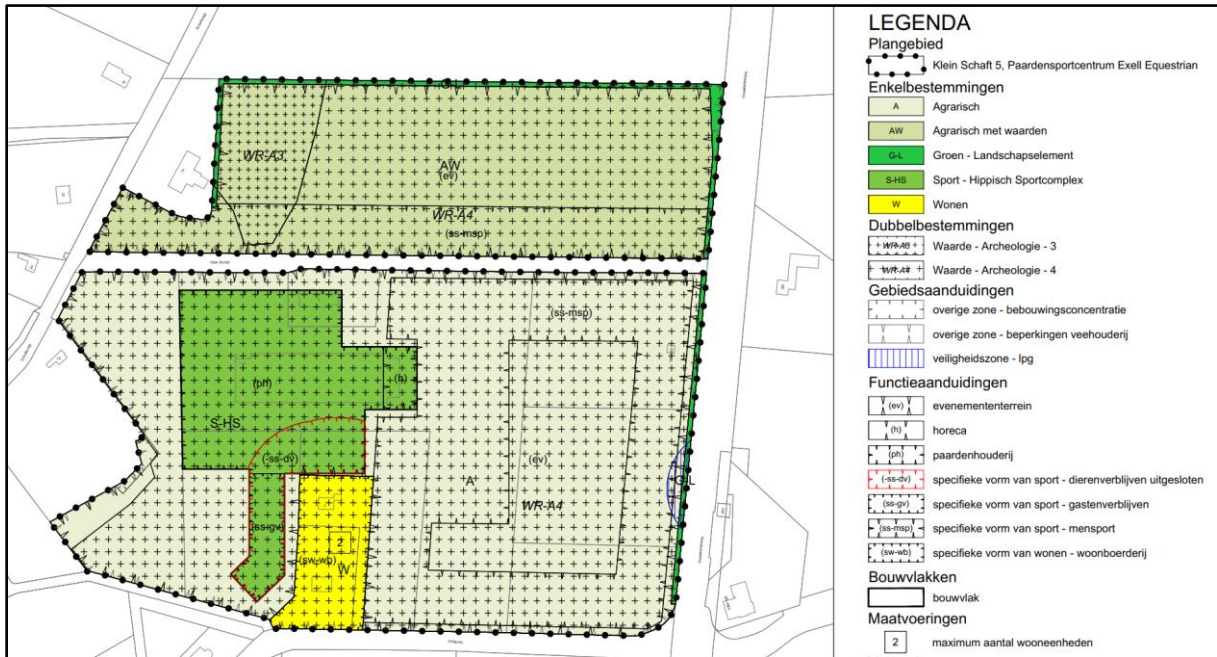 G-L
WR-A3
AW
(ev)
WR-A4
(ss-msp)
Klein Schaft
(ss-msp)
(ph)
(h)
S-HS
(-ss-dv)
(ev)
A
G-L
WR-A4
(ss-gv)
2
(sw-wb)
W
LEGENDA
Plangebied
Klein Schaft 5, Paardensportcentrum Exell Equestrian
Enkelbestemmingen
A Agrarisch
AW Agrarisch met waarden
G-L Groen - Landschapselement
S-HS Sport - Hippisch Sportcomplex
W Wonen
Dubbelbestemmingen
WR-A3 Waarde - Archeologie - 3
WR-A4 Waarde - Archeologie - 4
Gebiedsaanduidingen
overige zone - bebouwingsconcentratie
overige zone - beperkingen veehouderij
veiligheidszone - lpg
Functieaanduidingen
(ev) evenemententerrein
(h) horeca
(ph) paardenhouderij
(-ss-dv) specifieke vorm van sport - dierenverblijven uitgesloten
(ss-gv) specifieke vorm van sport - gastenverblijven
(ss-msp) specifieke vorm van sport - mensport
(sw-wb) specifieke vorm van wonen - woonboerderij
Bouwvlakken
bouwvlak
Maatvoeringen
2 maximum aantal wooneenheden